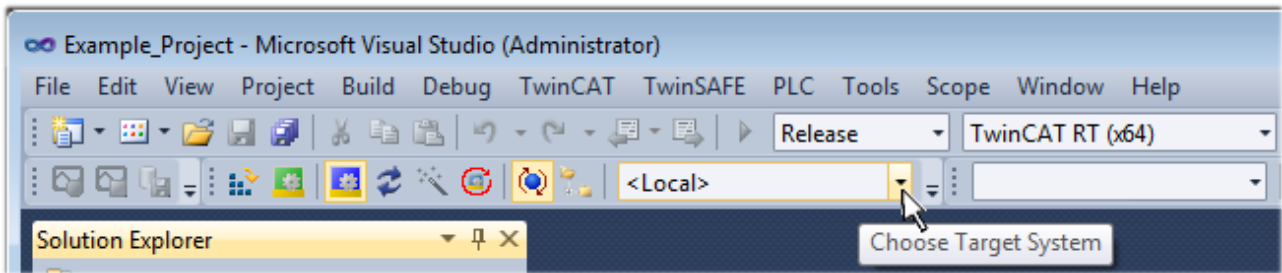 Example_Project - Microsoft Visual Studio (Administrator)
File Edit View Project Build Debug TwinCAT TwinSAFE PLC Tools Scope Window Help
Release TwinCAT RT (x64)
<Local>
Solution Explorer
Choose Target System